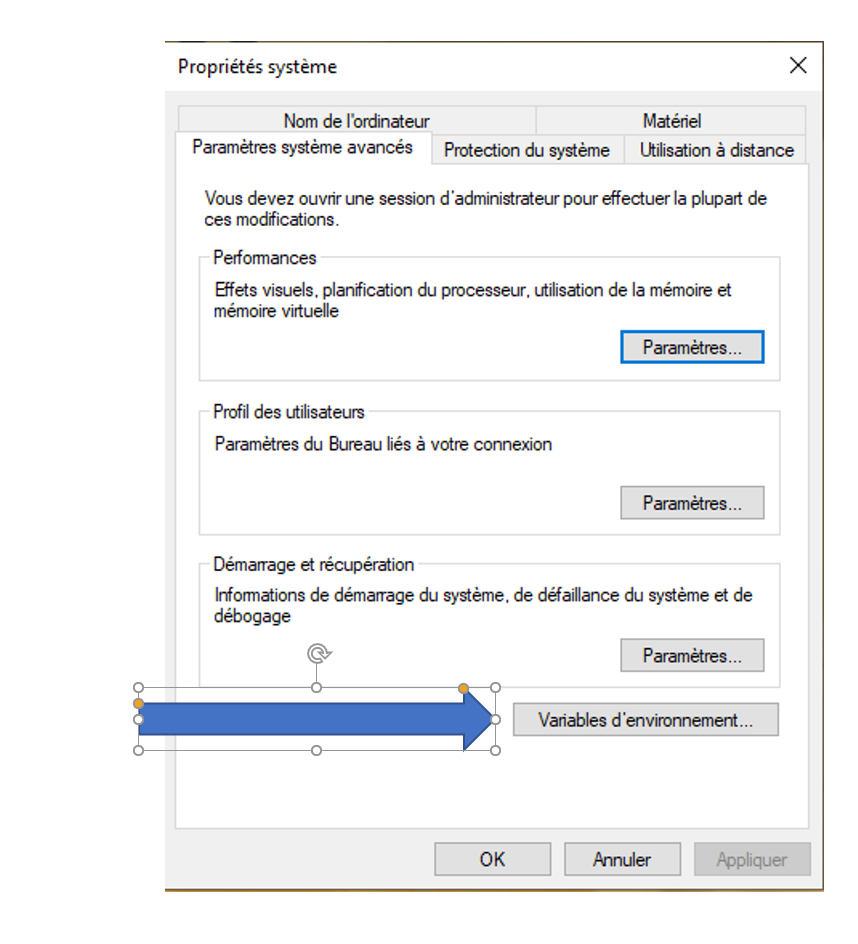 Propriétés système
Nom de l'ordinateur
Matériel
Paramètres système avancés
Protection du système
Utilisation à distance
Vous devez ouvrir une session d'administrateur pour effectuer la plupart de
ces modifications.
Performances
Effets visuels, planification du processeur, utilisation de la mémoire et
mémoire virtuelle
Paramètres...
Profil des utilisateurs
Paramètres du Bureau liés à votre connexion
Paramètres...
Démarrage et récupération
Informations de démarrage du système, de défaillance du système et de
débogage
Paramètres...
Variables d'environnement...
OK
Annuler
Appliquer